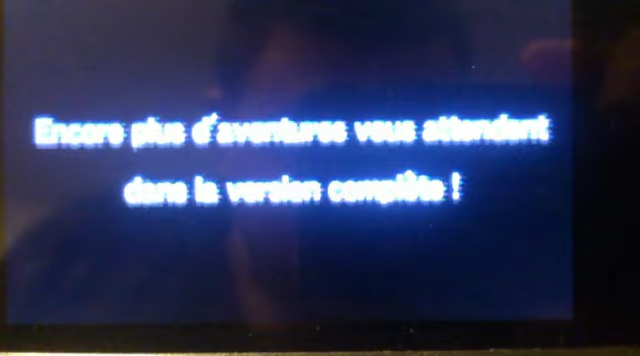 Encore plus d'aventures vous attendent
dans la version complète !